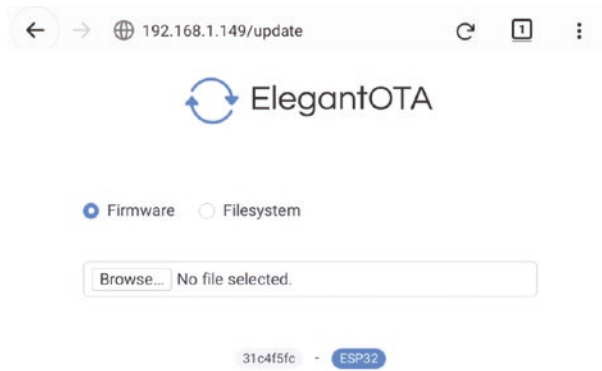 192.168.1.149/update 1
ElegantOTA
Firmware Filesystem
Browse... No file selected.
31c4f5fc - ESP32